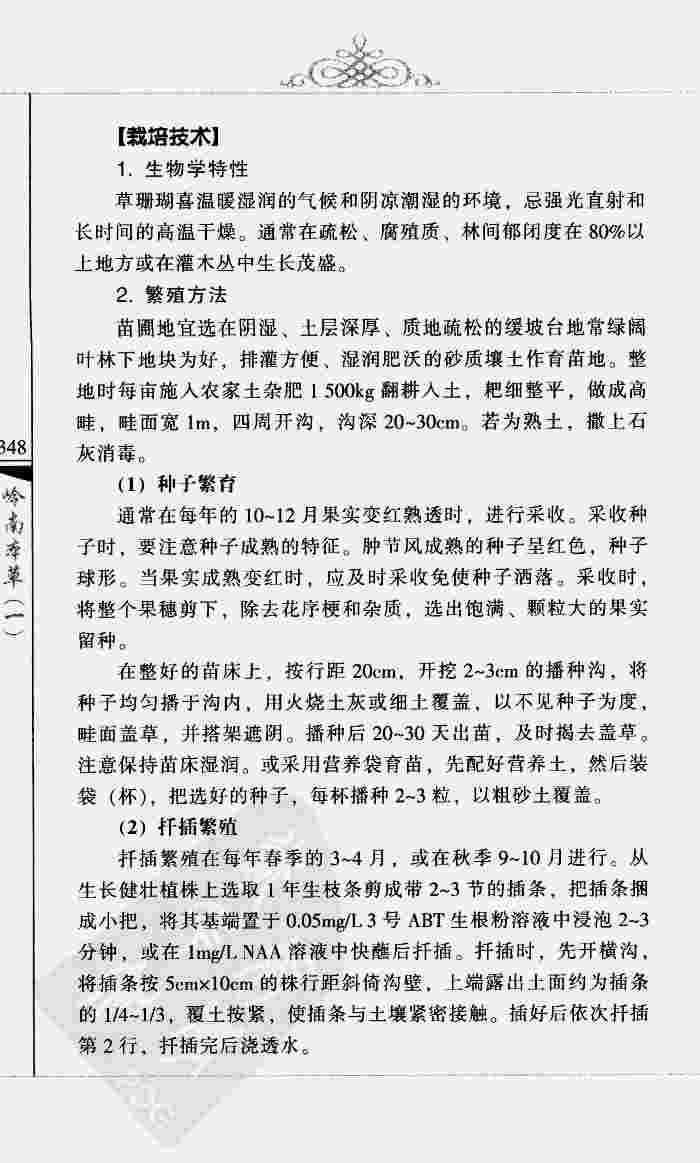 【栽培技术】
1. 生物学特性
草珊瑚喜温暖湿润的气候和阴凉潮湿的环境，忌强光直射和
长时间的高温干燥。通常在疏松、腐殖质、林间郁闭度在 80%以
上地方或在灌木丛中生长茂盛。
2. 繁殖方法
苗圃地宜选在阴湿、土层深厚、质地疏松的缓坡台地常绿阔
叶林下地块为好，排灌方便、湿润肥沃的砂质壤土作育苗地。整
地时每亩施入农家土杂肥 1 500kg 翻耕入土，耙细整平，做成高
畦，畦面宽 1m，四周开沟，沟深 20~30cm。若为熟土，撒上石
灰消毒。
(1) 种子繁育
通常在每年的 10~12 月果实变红熟透时，进行采收。采收种
子时，要注意种子成熟的特征。肿节风成熟的种子呈红色，种子
球形。当果实成熟变红时，应及时采收免使种子洒落。采收时，
将整个果穗剪下，除去花序梗和杂质，选出饱满、颗粒大的果实
留种。
在整好的苗床上，按行距 20cm，开挖 2~3cm 的播种沟，将
种子均匀播于沟内，用火烧土灰或细土覆盖，以不见种子为度，
畦面盖草，并搭架遮阴。播种后 20~30 天出苗，及时揭去盖草。
注意保持苗床湿润。或采用营养袋育苗，先配好营养土，然后装
袋（杯），把选好的种子，每杯播种 2~3 粒，以粗砂土覆盖。
(2) 扦插繁殖
扦插繁殖在每年春季的 3~4 月，或在秋季 9~10 月进行。从
生长健壮植株上选取 1 年生枝条剪成带 2~3 节的插条，把插条捆
成小把，将其基端置于 0.05mg/L 3 号 ABT 生根粉溶液中浸泡 2~3
分钟，或在 1mg/L NAA 溶液中快蘸后扦插。扦插时，先开横沟，
将插条按 5cm×10cm 的株行距斜倚沟壁，上端露出土面约为插条
的 1/4~1/3，覆土按紧，使插条与土壤紧密接触。插好后依次扦插
第 2 行，扦插完后浇透水。
348
岭南本草（一）